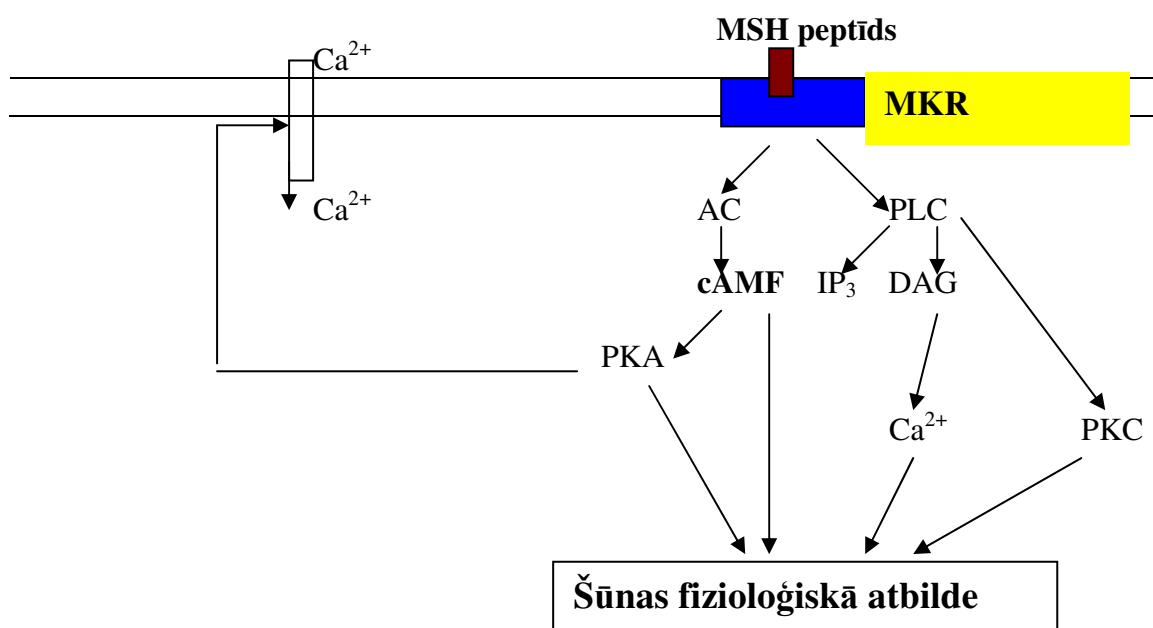 MSH peptīds
Ca²⁺
MKR
Ca²⁺
AC
PLC
cAMF
IP₃
DAG
PKA
Ca²⁺
PKC
Šūnas fizioloģiskā atbilde